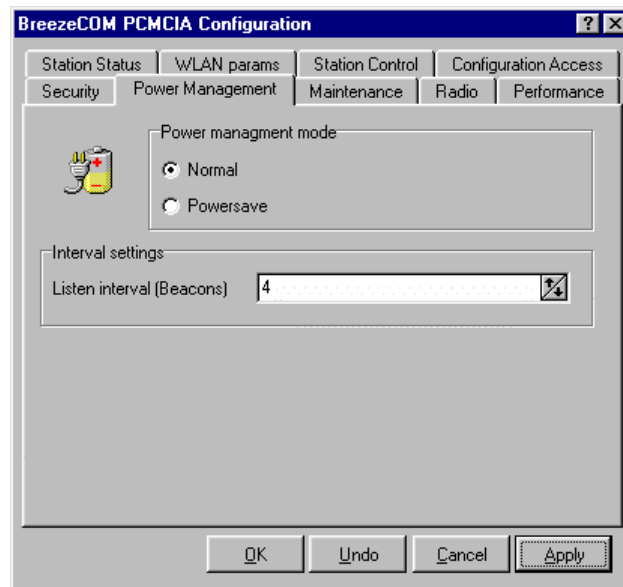 BreezeCOM PCMCIA Configuration
Station Status WLAN params Station Control Configuration Access
Security Power Management Maintenance Radio Performance
Power managment mode
Normal
Powersave
Interval settings
Listen interval (Beacons) 4
OK Undo Cancel Apply